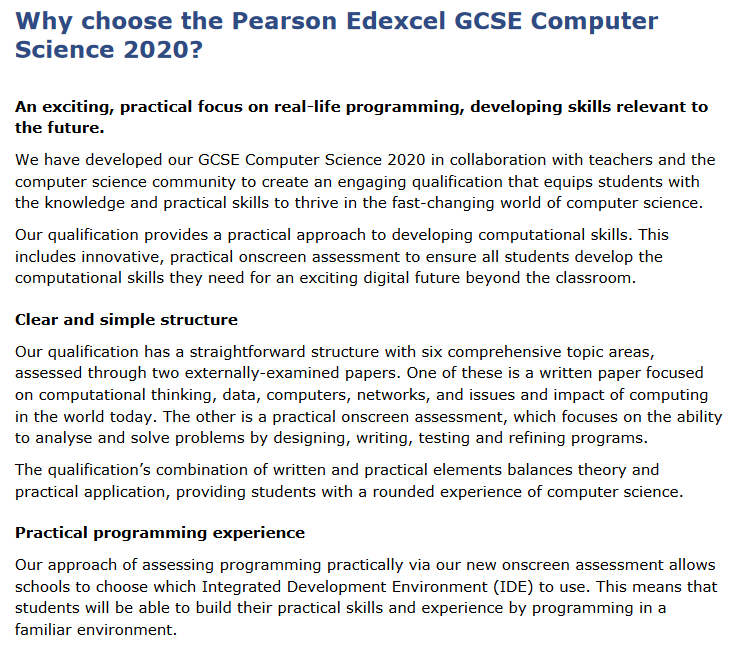 Why choose the Pearson Edexcel GCSE Computer
Science 2020?
An exciting, practical focus on real-life programming, developing skills relevant to
the future.
We have developed our GCSE Computer Science 2020 in collaboration with teachers and the
computer science community to create an engaging qualification that equips students with
the knowledge and practical skills to thrive in the fast-changing world of computer science.
Our qualification provides a practical approach to developing computational skills. This
includes innovative, practical onscreen assessment to ensure all students develop the
computational skills they need for an exciting digital future beyond the classroom.
Clear and simple structure
Our qualification has a straightforward structure with six comprehensive topic areas,
assessed through two externally-examined papers. One of these is a written paper focused
on computational thinking, data, computers, networks, and issues and impact of computing
in the world today. The other is a practical onscreen assessment, which focuses on the ability
to analyse and solve problems by designing, writing, testing and refining programs.
The qualification’s combination of written and practical elements balances theory and
practical application, providing students with a rounded experience of computer science.
Practical programming experience
Our approach of assessing programming practically via our new onscreen assessment allows
schools to choose which Integrated Development Environment (IDE) to use. This means that
students will be able to build their practical skills and experience by programming in a
familiar environment.